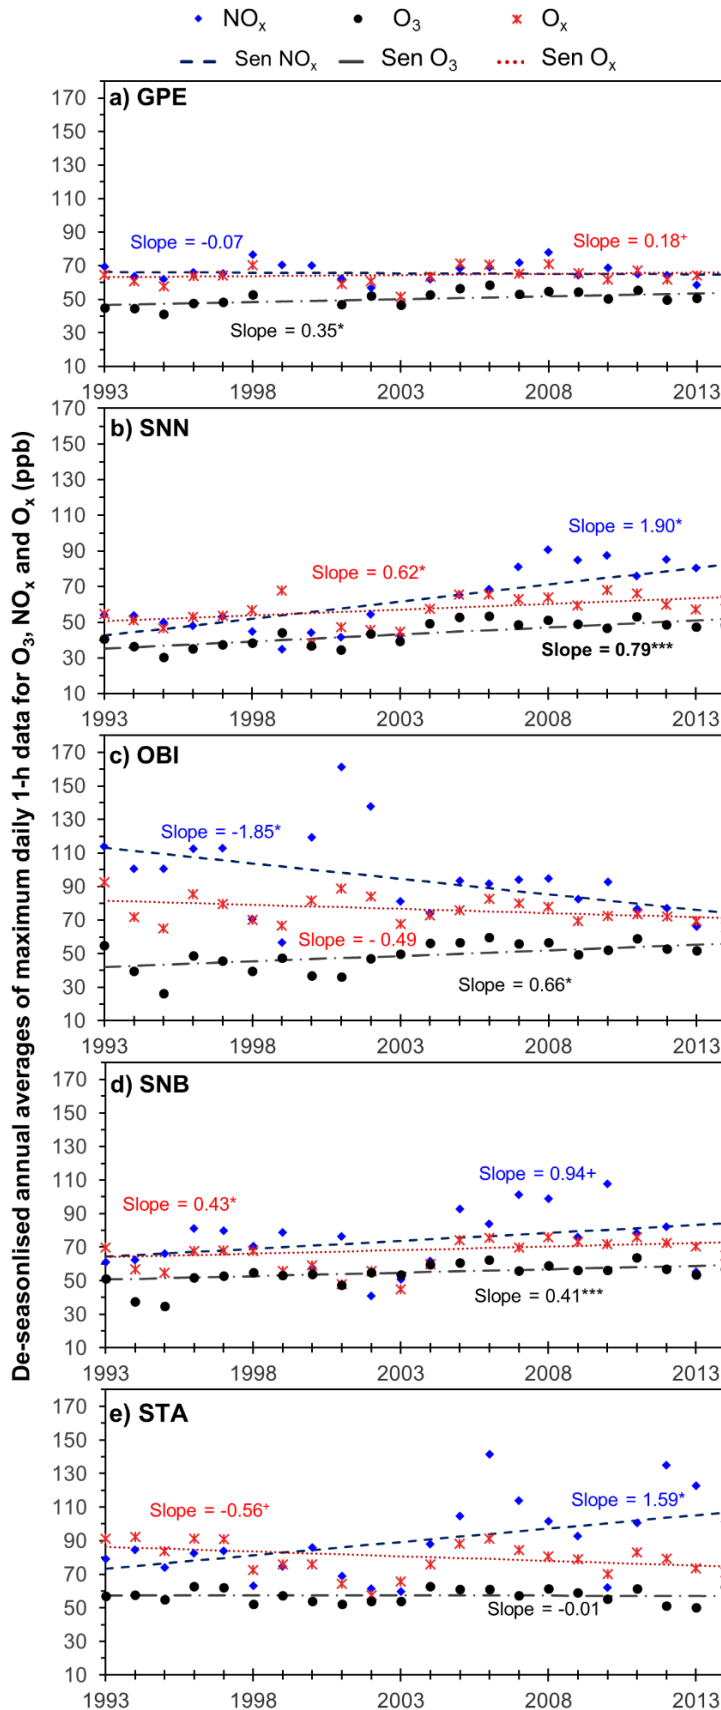 NOₓ O₃ Oₓ
Sen NOₓ Sen O₃ Sen Oₓ
De-seasonlised annual averages of maximum daily 1-h data for O₃, NOₓ and Oₓ (ppb)
a) GPE
170
150
130
110
90
70
50
30
10
Slope = -0.07
Slope = 0.18⁺
Slope = 0.35*
1993 1998 2003 2008 2013
b) SNN
170
150
130
110
90
70
50
30
10
Slope = 1.90*
Slope = 0.62*
Slope = 0.79***
1993 1998 2003 2008 2013
c) OBI
170
150
130
110
90
70
50
30
10
Slope = -1.85*
Slope = - 0.49
Slope = 0.66*
1993 1998 2003 2008 2013
d) SNB
170
150
130
110
90
70
50
30
10
Slope = 0.94+
Slope = 0.43*
Slope = 0.41***
1993 1998 2003 2008 2013
e) STA
170
150
130
110
90
70
50
30
10
Slope = -0.56⁺
Slope = 1.59*
Slope = -0.01
1993 1998 2003 2008 2013